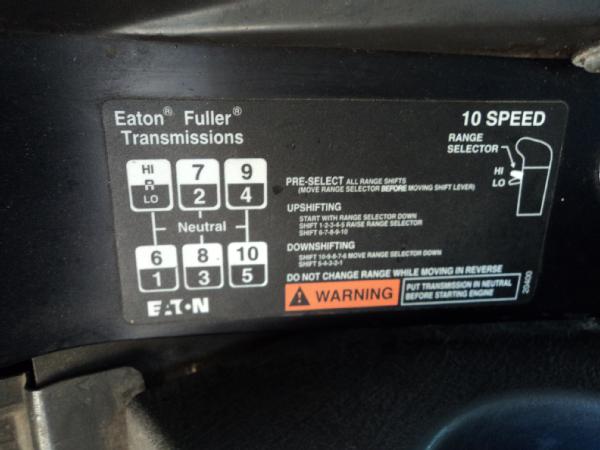 Eaton® Fuller®
Transmissions
10 SPEED
RANGE
SELECTOR
HI
LO
HI
R
LO
7
2
9
4
Neutral
6
1
8
3
10
5
EATON
PRE-SELECT ALL RANGE SHIFTS
(MOVE RANGE SELECTOR BEFORE MOVING SHIFT LEVER)
UPSHIFTING
START WITH RANGE SELECTOR DOWN
SHIFT 1-2-3-4-5 RAISE RANGE SELECTOR
SHIFT 6-7-8-9-10
DOWNSHIFTING
SHIFT 10-9-8-7-6 MOVE RANGE SELECTOR DOWN
SHIFT 5-4-3-2-1
DO NOT CHANGE RANGE WHILE MOVING IN REVERSE
WARNING
PUT TRANSMISSION IN NEUTRAL
BEFORE STARTING ENGINE
20400